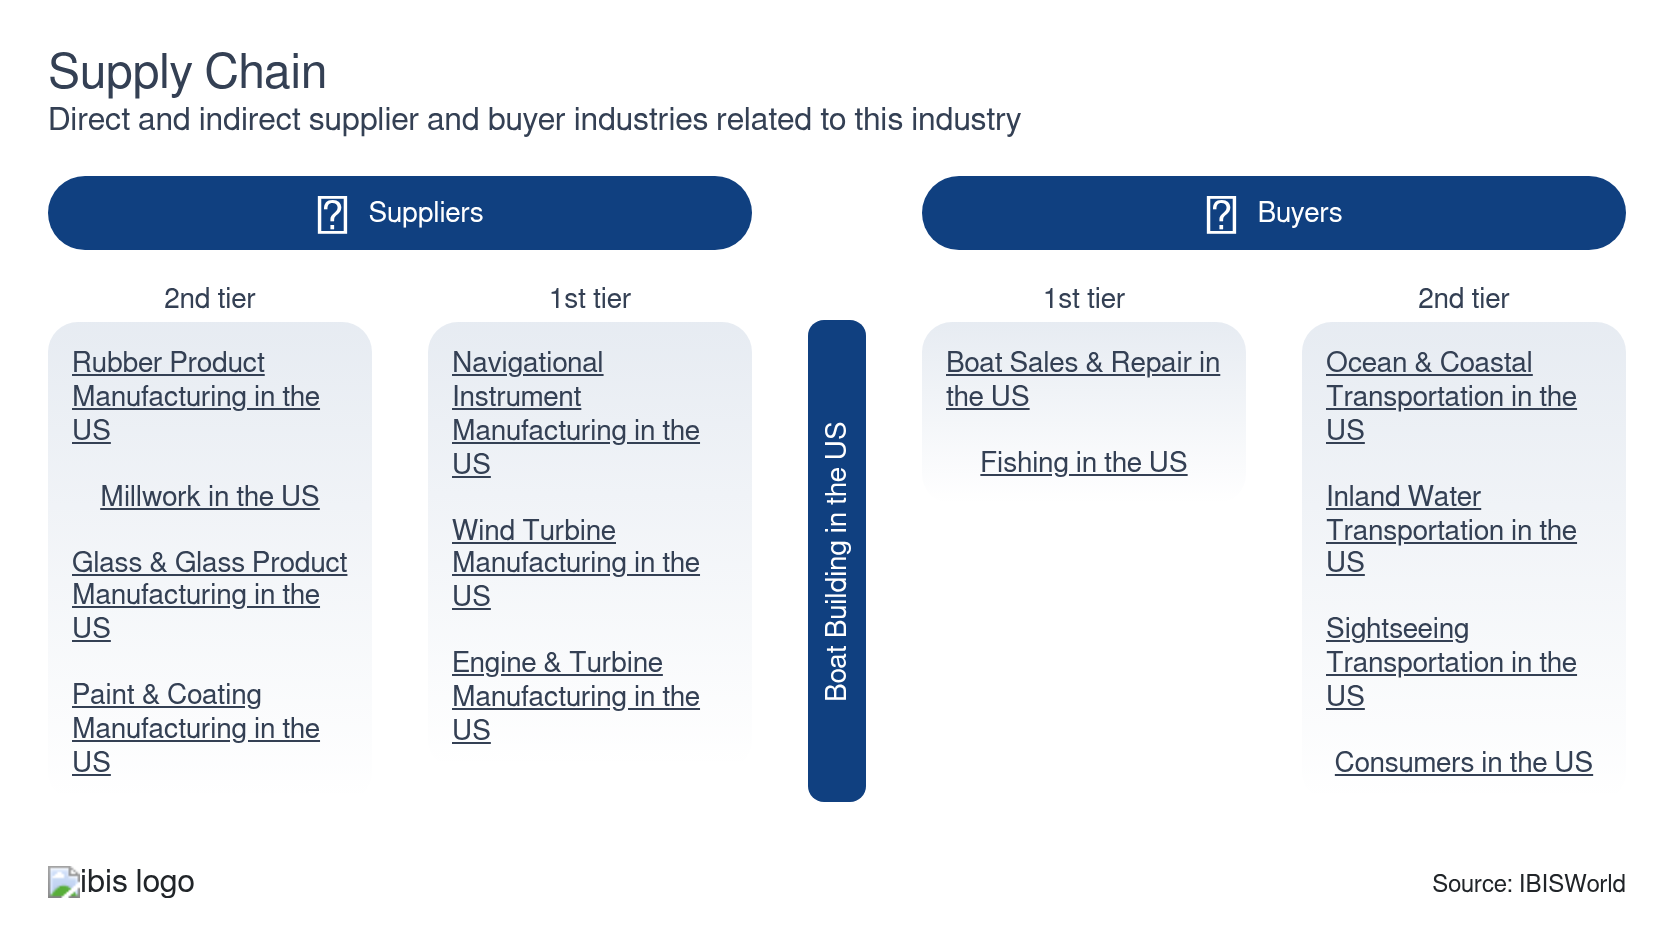 Supply Chain
Direct and indirect supplier and buyer industries related to this industry
Suppliers
2nd tier
Rubber Product
Manufacturing in the
US
Millwork in the US
Glass & Glass Product
Manufacturing in the
US
Paint & Coating
Manufacturing in the
US
1st tier
Navigational
Instrument
Manufacturing in the
US
Wind Turbine
Manufacturing in the
US
Engine & Turbine
Manufacturing in the
US
Boat Building in the US
Buyers
1st tier
Boat Sales & Repair in
the US
Fishing in the US
2nd tier
Ocean & Coastal
Transportation in the
US
Inland Water
Transportation in the
US
Sightseeing
Transportation in the
US
Consumers in the US
ibis logo
Source: IBISWorld